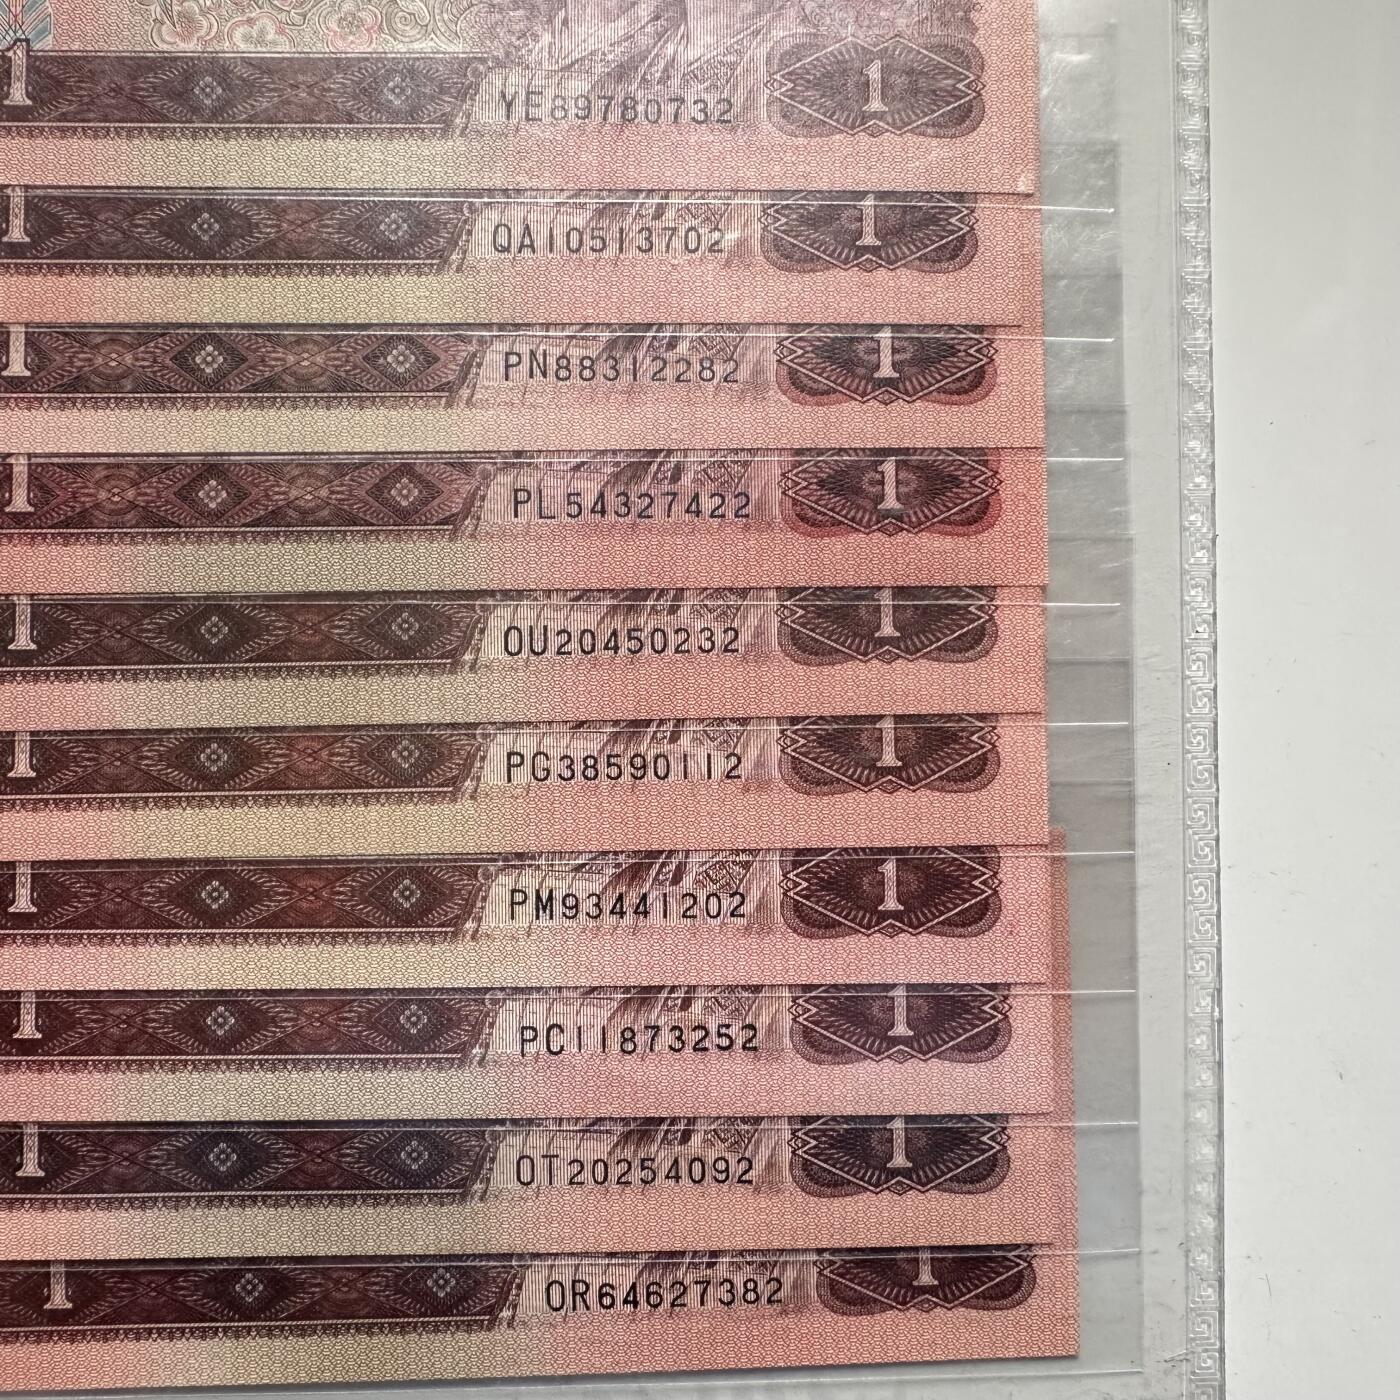 1 YE89780732 1
1 QA10513702 1
1 PN88312282 1
1 PL54327422 1
1 OU20450232 1
1 PG38590112 1
1 PM93441202 1
1 PC11873252 1
1 OT20254092 1
1 OR64627382 1